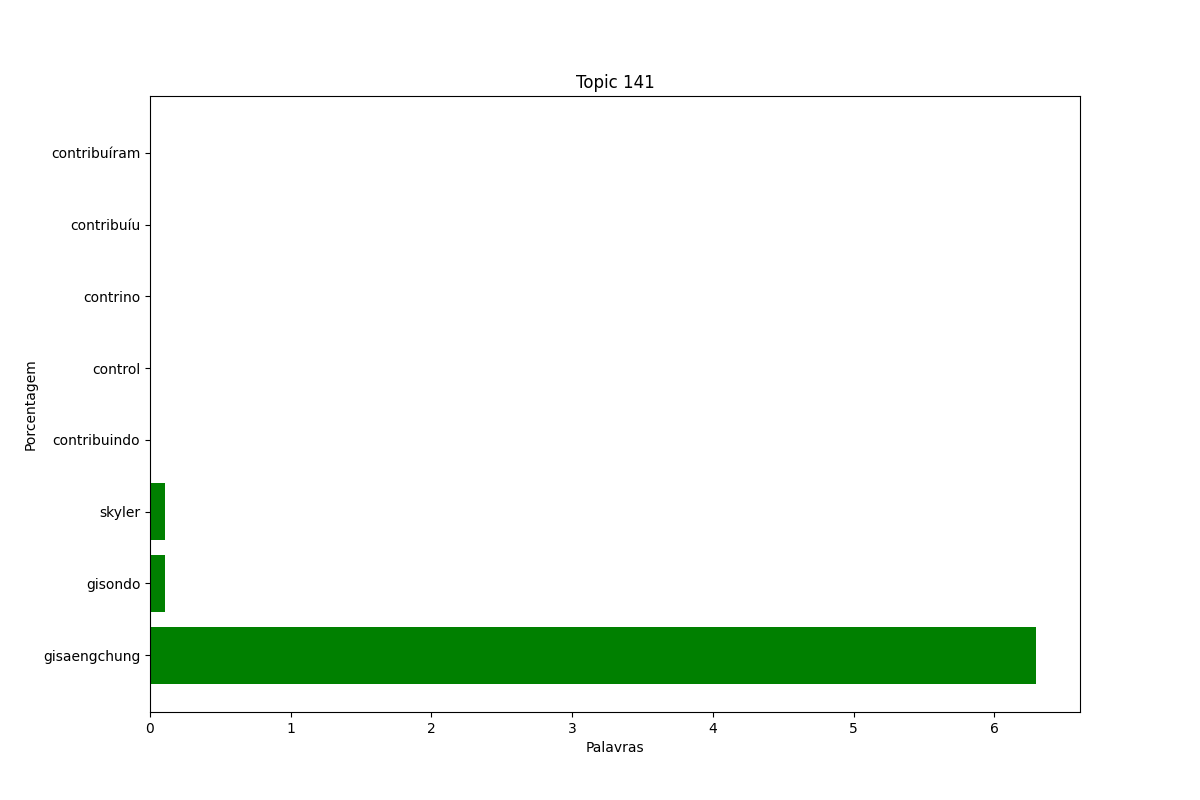 Topic 141
contribuíram
contribuíu
contrino
control
contribuindo
skyler
gisondo
gisaengchung
Porcentagem
0 1 2 3 4 5 6
Palavras